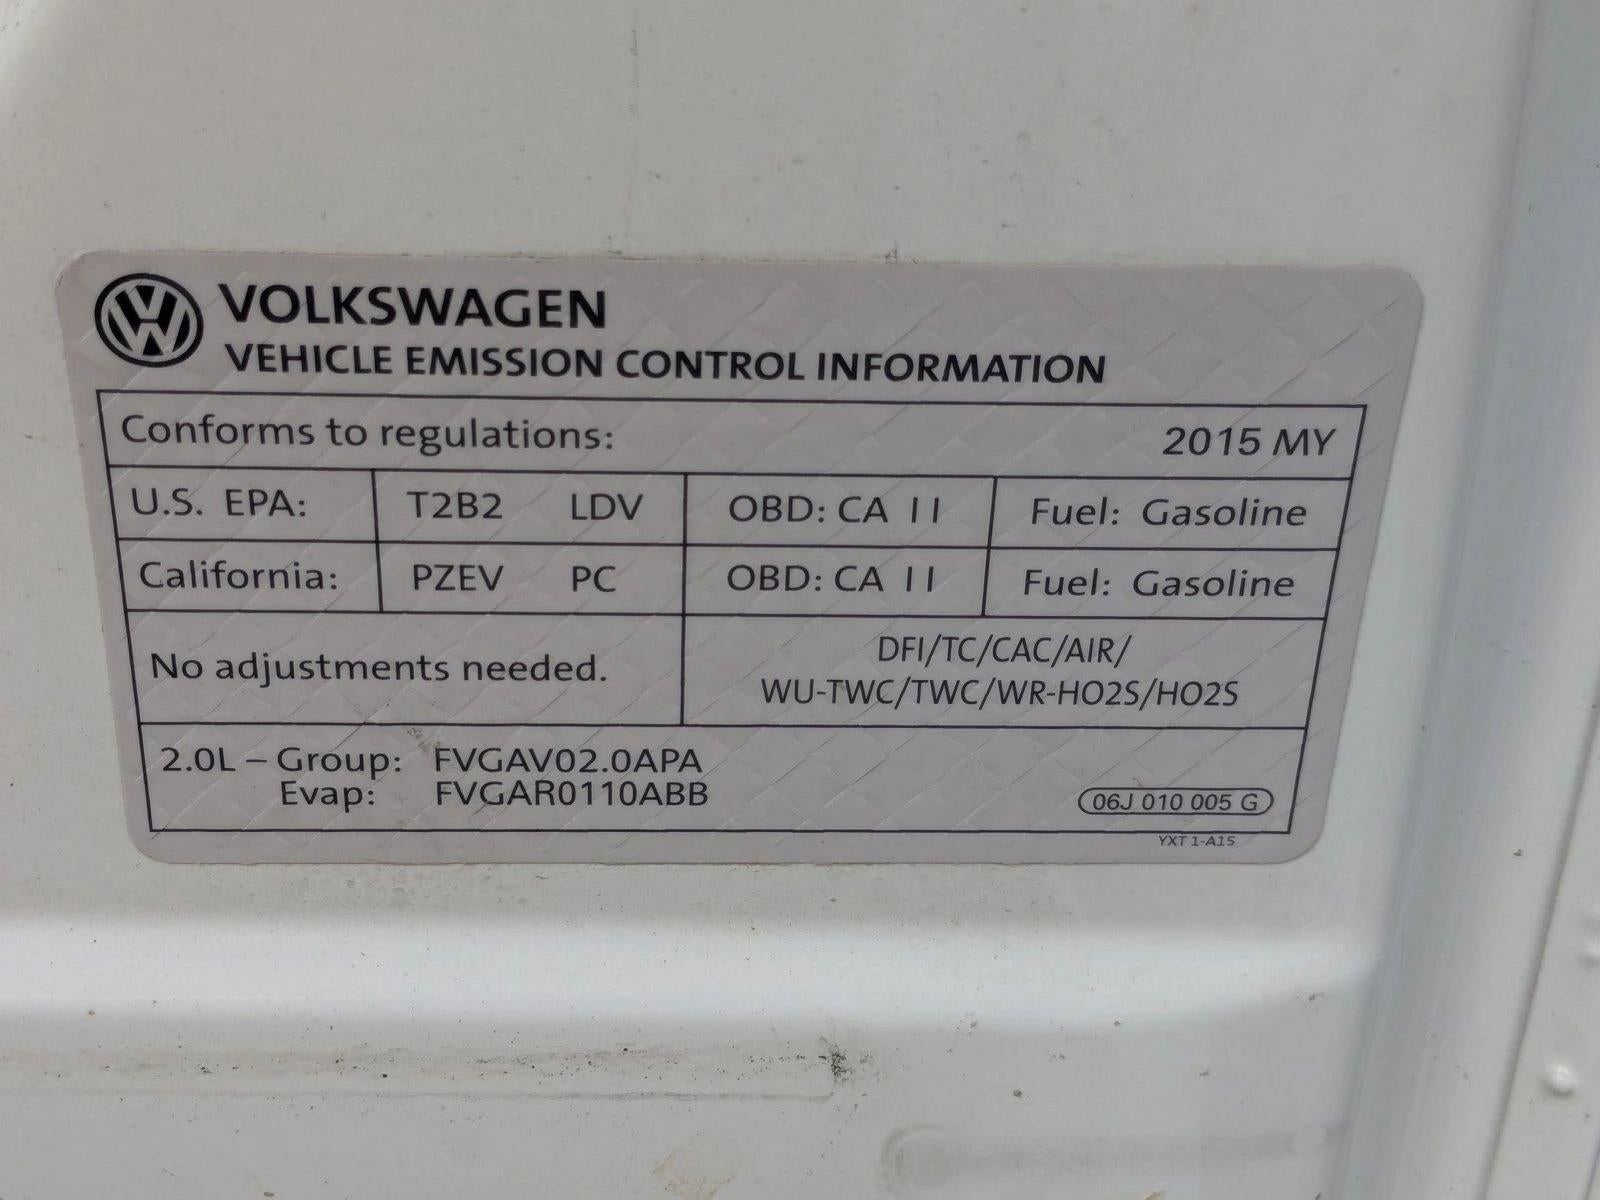 VOLKSWAGEN
VEHICLE EMISSION CONTROL INFORMATION
Conforms to regulations: 2015 MY
U.S. EPA: T2B2 LDV OBD: CA II Fuel: Gasoline
California: PZEV PC OBD: CA II Fuel: Gasoline
No adjustments needed.
DFI/TC/CAC/AIR/
WU-TWC/TWC/WR-HO2S/HO2S
2.0L – Group: FVGAV02.0APA
Evap: FVGAR0110ABB
06J 010 005 G
YXT 1-A15